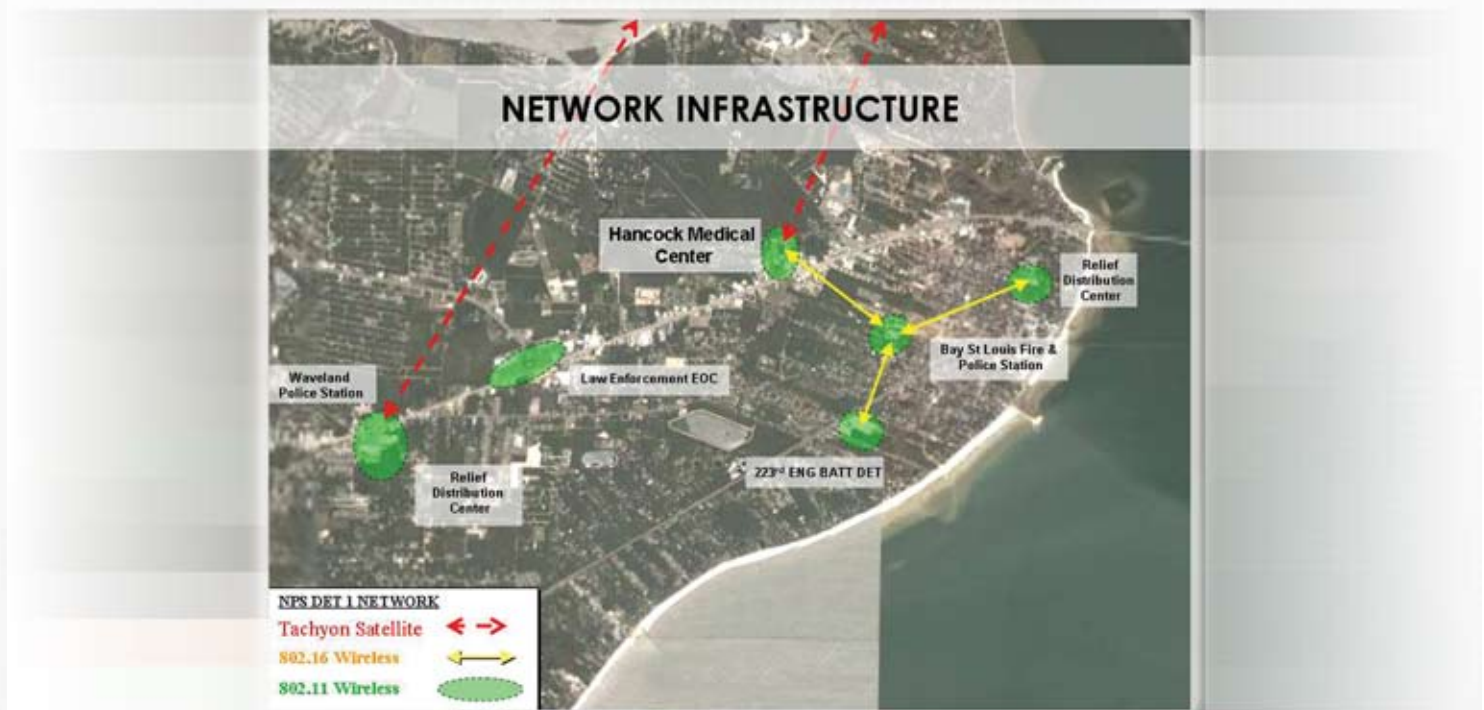 NETWORK INFRASTRUCTURE
Hancock Medical
Center
Relief
Distribution
Center
Bay St Louis Fire &
Police Station
Waveland
Police Station
Law Enforcement EOC
223rd ENG BATT DET
Relief
Distribution
Center
NPS DET 1 NETWORK
Tachyon Satellite
802.16 Wireless
802.11 Wireless